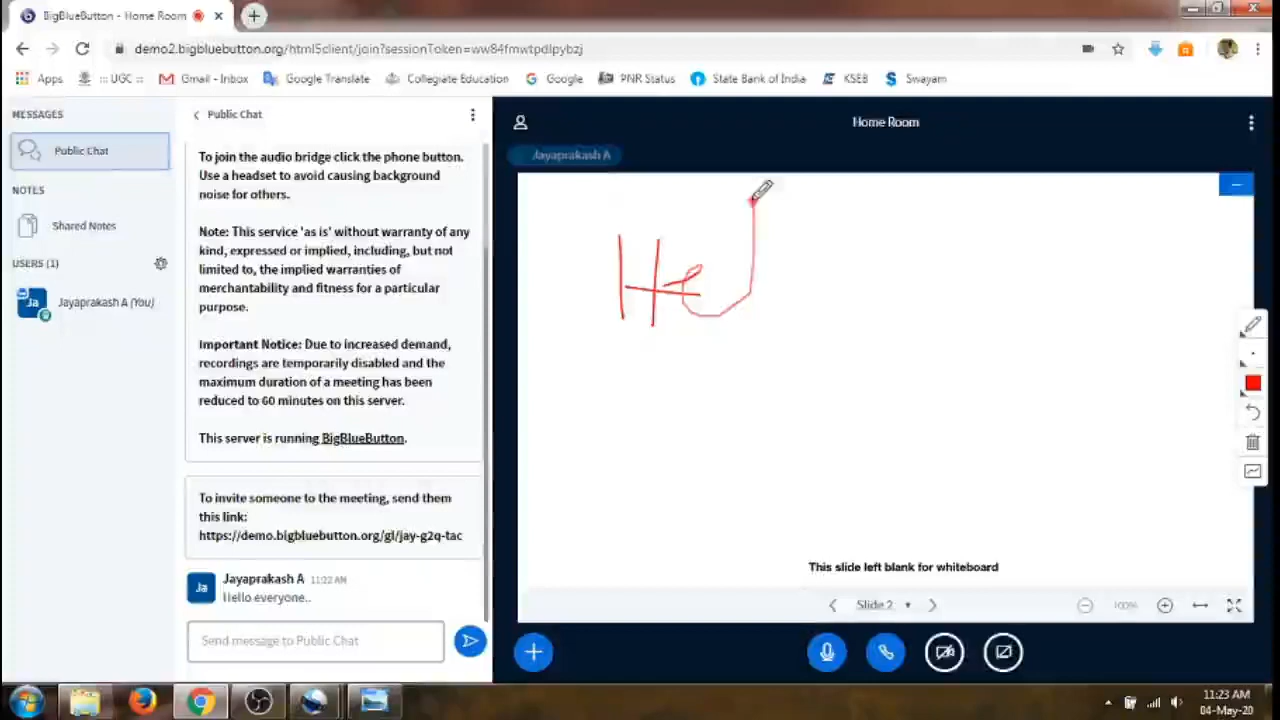 BigBlueButton - Home Room
demo2.bigbluebutton.org/html5client/join?sessionToken=ww84fmwtpdlpybzj
Apps
:: UGC ::
Gmail - Inbox
Google Translate
Collegiate Education
Google
PNR Status
State Bank of India
KSEB
Swayam
MESSAGES
Public Chat
NOTES
Shared Notes
USERS (1)
Ja
Jayaprakash A (You)
Public Chat
To join the audio bridge click the phone button.
Use a headset to avoid causing background
noise for others.
Note: This service 'as is' without warranty of any
kind, expressed or implied, including, but not
limited to, the implied warranties of
merchantability and fitness for a particular
purpose.
Important Notice: Due to increased demand,
recordings are temporarily disabled and the
maximum duration of a meeting has been
reduced to 60 minutes on this server.
This server is running BigBlueButton.
To invite someone to the meeting, send them
this link:
https://demo.bigbluebutton.org/gl/jay-g2q-tac
Ja
Jayaprakash A 11:22 AM
Hello everyone..
Send message to Public Chat
Home Room
Jayaprakash A
He
This slide left blank for whiteboard
Slide 2
100%
11:23 AM
04-May-20